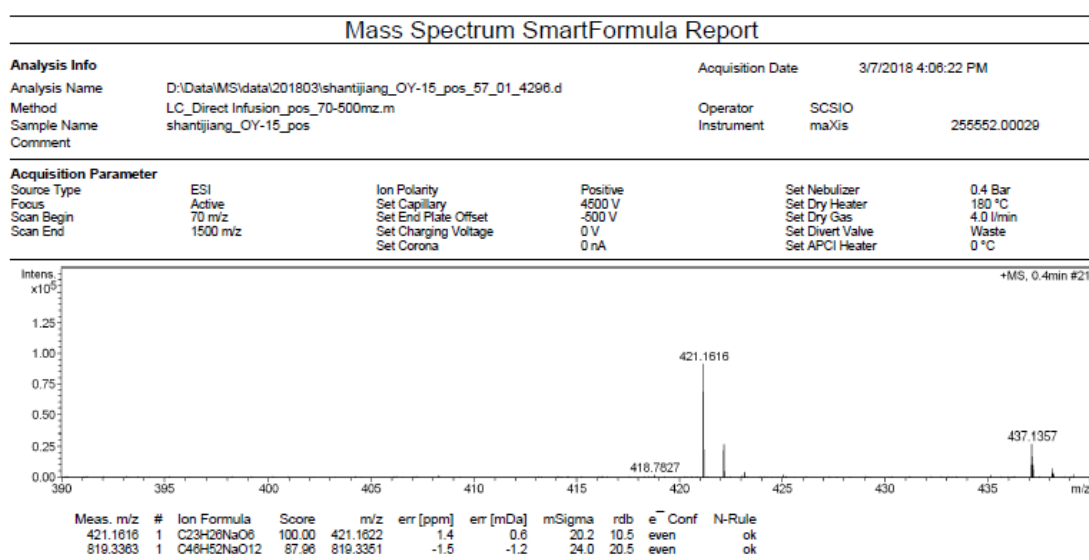 Mass Spectrum SmartFormula Report
Analysis Info Acquisition Date 3/7/2018 4:06:22 PM
Analysis Name D:\Data\MS\data\201803\shantijiang_OY-15_pos_57_01_4296.d
Method LC_Direct Infusion_pos_70-500mz.m Operator SCSIO
Sample Name shantijiang_OY-15_pos Instrument maXis 255552.00029
Comment
Acquisition Parameter
Source Type ESI Ion Polarity Positive Set Nebulizer 0.4 Bar
Focus Active Set Capillary 4500 V Set Dry Heater 180 °C
Scan Begin 70 m/z Set End Plate Offset -500 V Set Dry Gas 4.0 l/min
Scan End 1500 m/z Set Charging Voltage 0 V Set Divert Valve Waste
Set Corona 0 nA Set APCI Heater 0 °C
Intens. +MS, 0.4min #21
x10⁵
1.25
1.00
421.1616
0.75
0.50
0.25 437.1357
418.7827
0.00
390 395 400 405 410 415 420 425 430 435 m/z
Meas. m/z # Ion Formula Score m/z err [ppm] err [mDa] mSigma rdb e⁻ Conf N-Rule
421.1616 1 C23H26NaO6 100.00 421.1622 1.4 0.6 20.2 10.5 even ok
819.3363 1 C46H52NaO12 87.96 819.3351 -1.5 -1.2 24.0 20.5 even ok